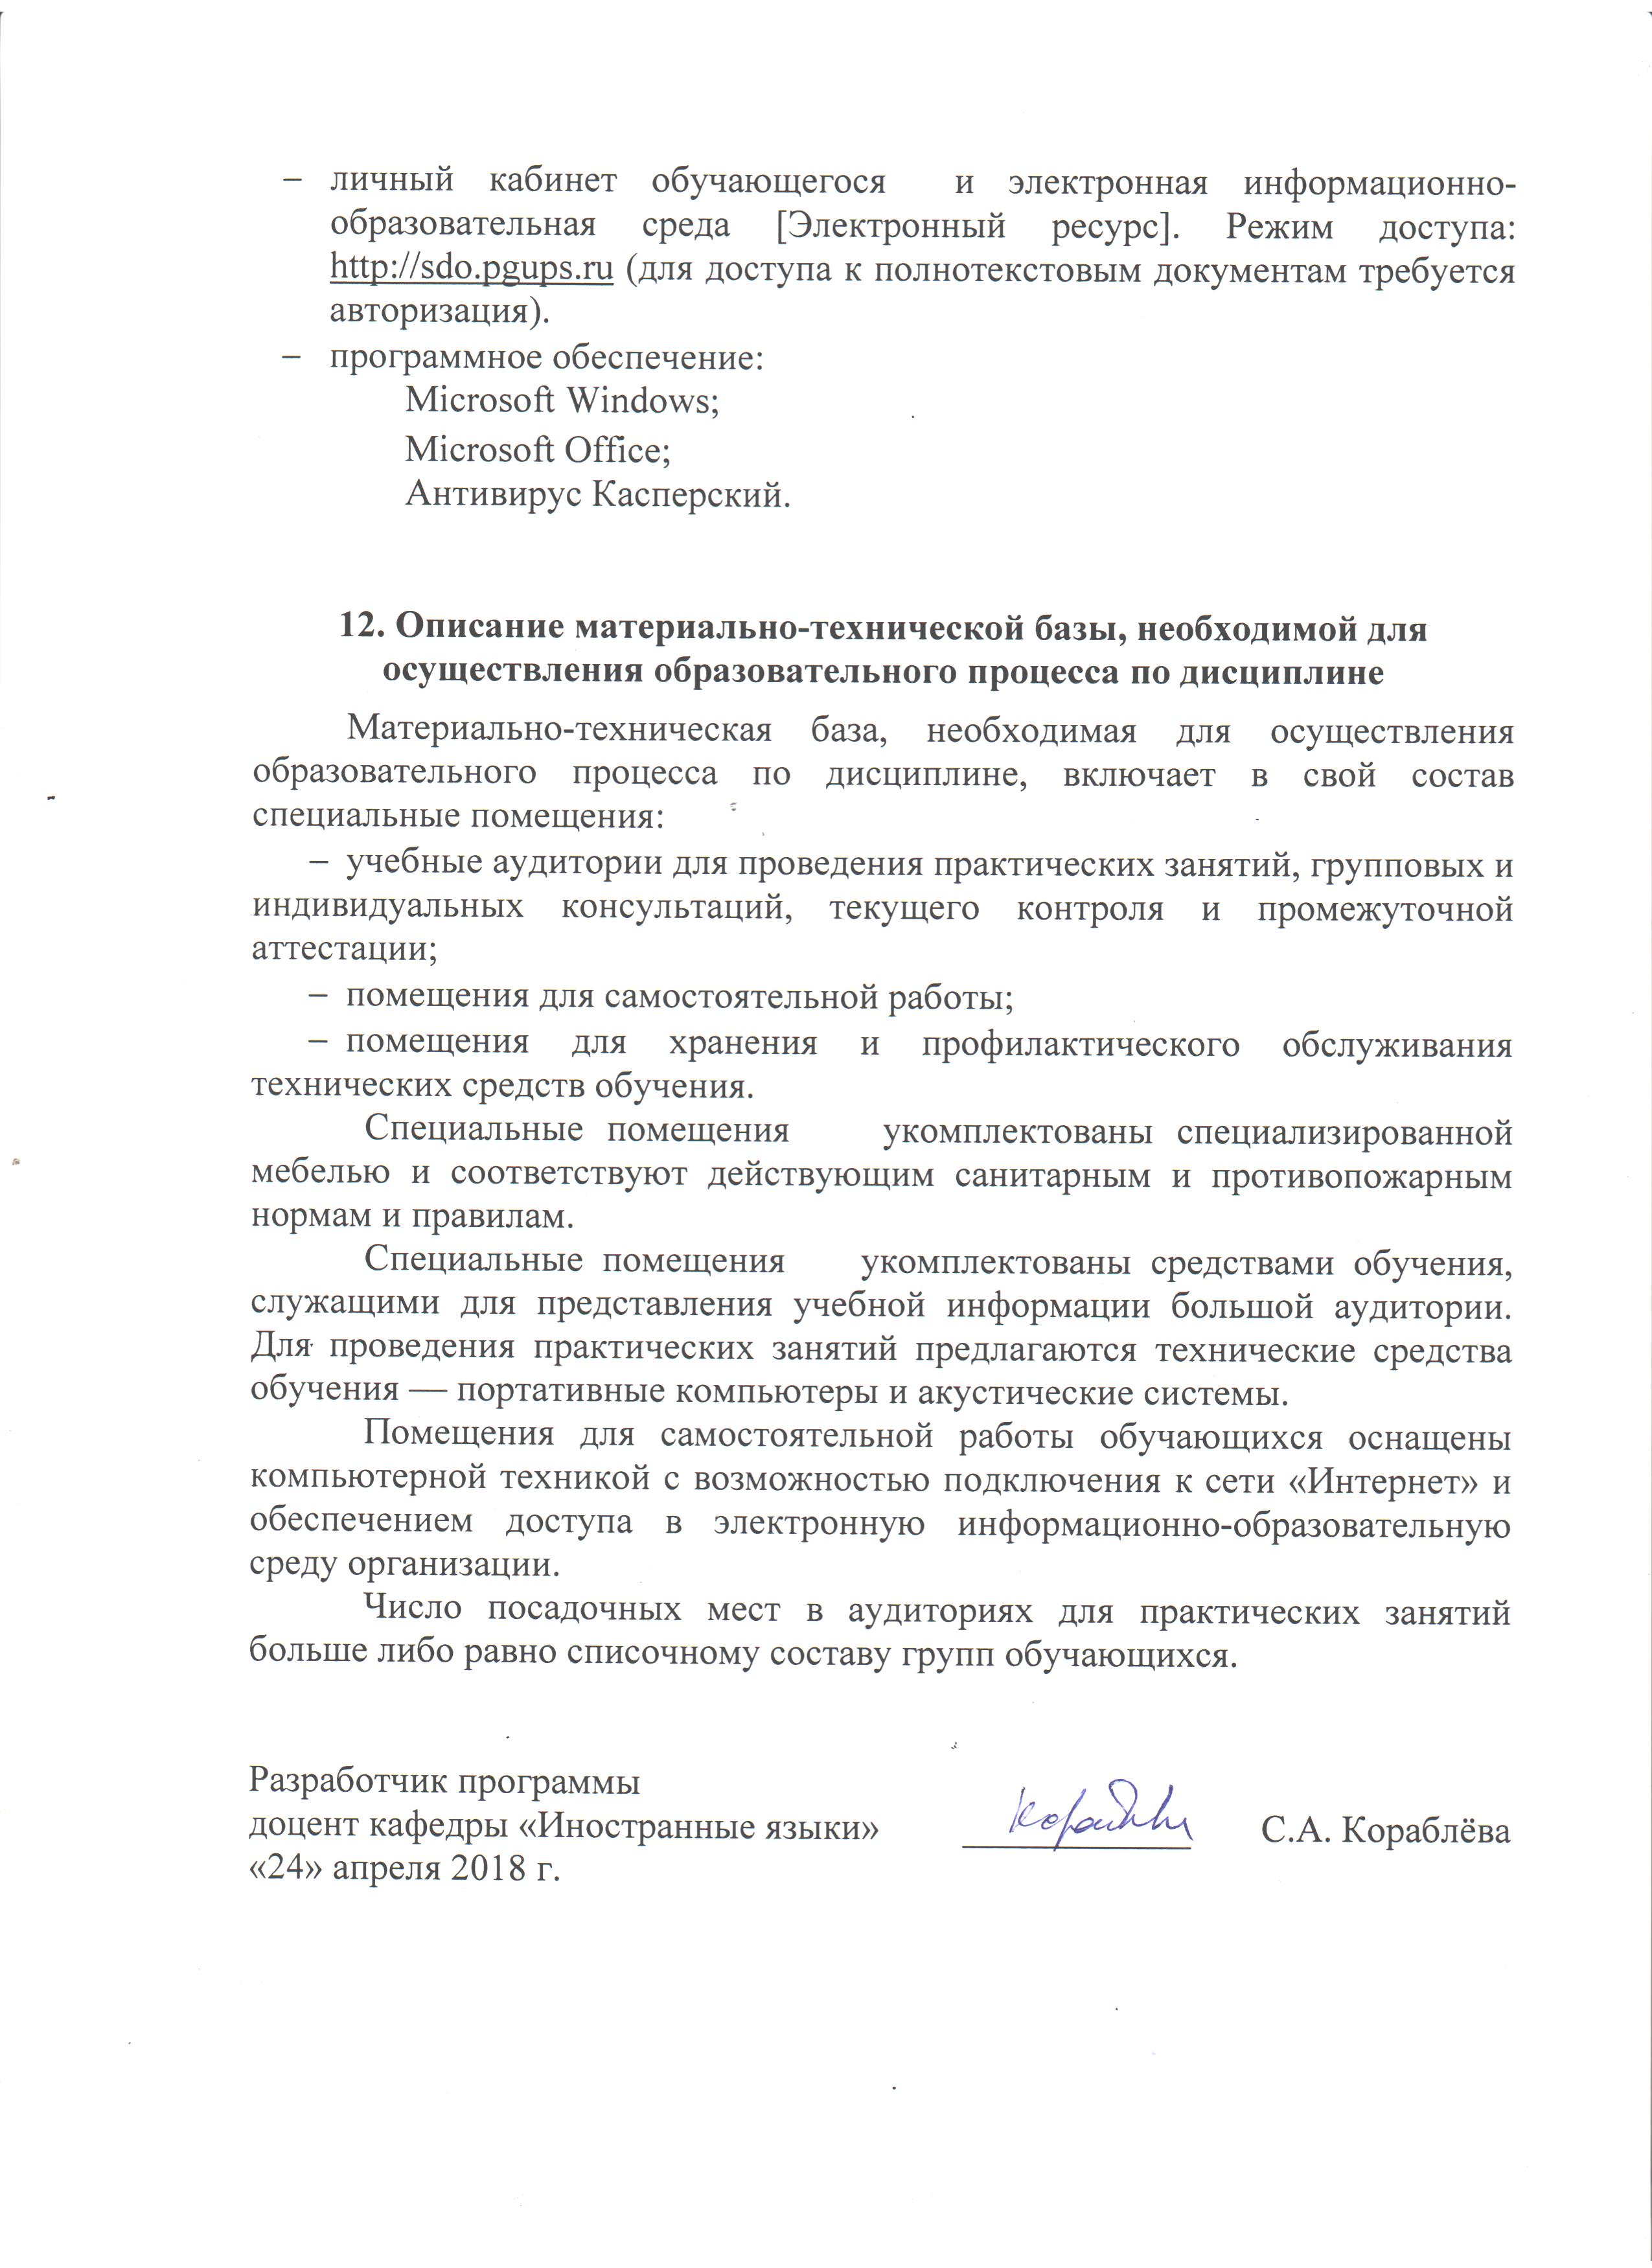 – личный кабинет обучающегося и электронная информационно-
образовательная среда [Электронный ресурс]. Режим доступа:
http://sdo.pgups.ru (для доступа к полнотекстовым документам требуется
авторизация).
– программное обеспечение:
Microsoft Windows;
Microsoft Office;
Антивирус Касперский.
12. Описание материально-технической базы, необходимой для
осуществления образовательного процесса по дисциплине
Материально-техническая база, необходимая для осуществления
образовательного процесса по дисциплине, включает в свой состав
специальные помещения:
– учебные аудитории для проведения практических занятий, групповых и
индивидуальных консультаций, текущего контроля и промежуточной
аттестации;
– помещения для самостоятельной работы;
– помещения для хранения и профилактического обслуживания
технических средств обучения.
Специальные помещения укомплектованы специализированной
мебелью и соответствуют действующим санитарным и противопожарным
нормам и правилам.
Специальные помещения укомплектованы средствами обучения,
служащими для представления учебной информации большой аудитории.
Для проведения практических занятий предлагаются технические средства
обучения — портативные компьютеры и акустические системы.
Помещения для самостоятельной работы обучающихся оснащены
компьютерной техникой с возможностью подключения к сети «Интернет» и
обеспечением доступа в электронную информационно-образовательную
среду организации.
Число посадочных мест в аудиториях для практических занятий
больше либо равно списочному составу групп обучающихся.
Разработчик программы
доцент кафедры «Иностранные языки» С.А. Кораблёва
«24» апреля 2018 г.